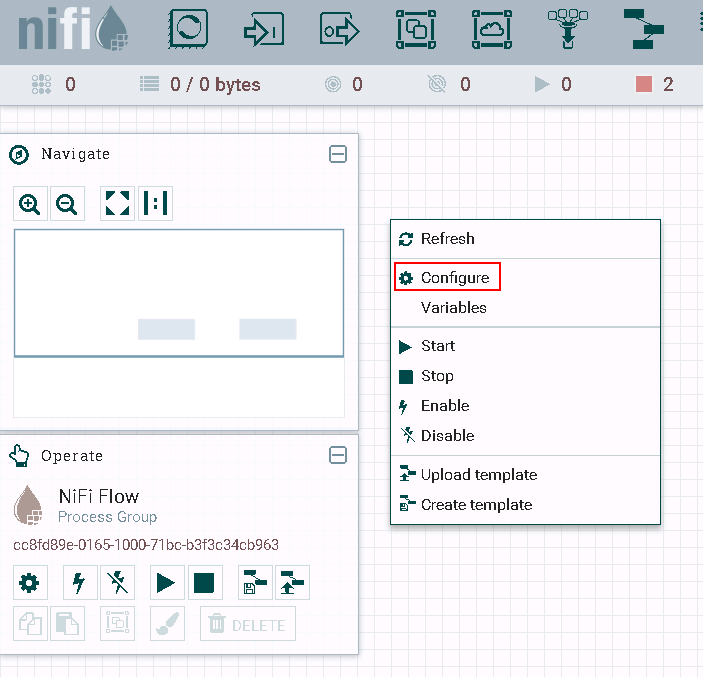 nifi
0 0 / 0 bytes 0 0 0 2
Navigate
Refresh
Configure
Variables
Start
Stop
Enable
Disable
Upload template
Create template
Operate
NiFi Flow
Process Group
cc8fd89e-0165-1000-71bc-b3f3c34cb963
DELETE